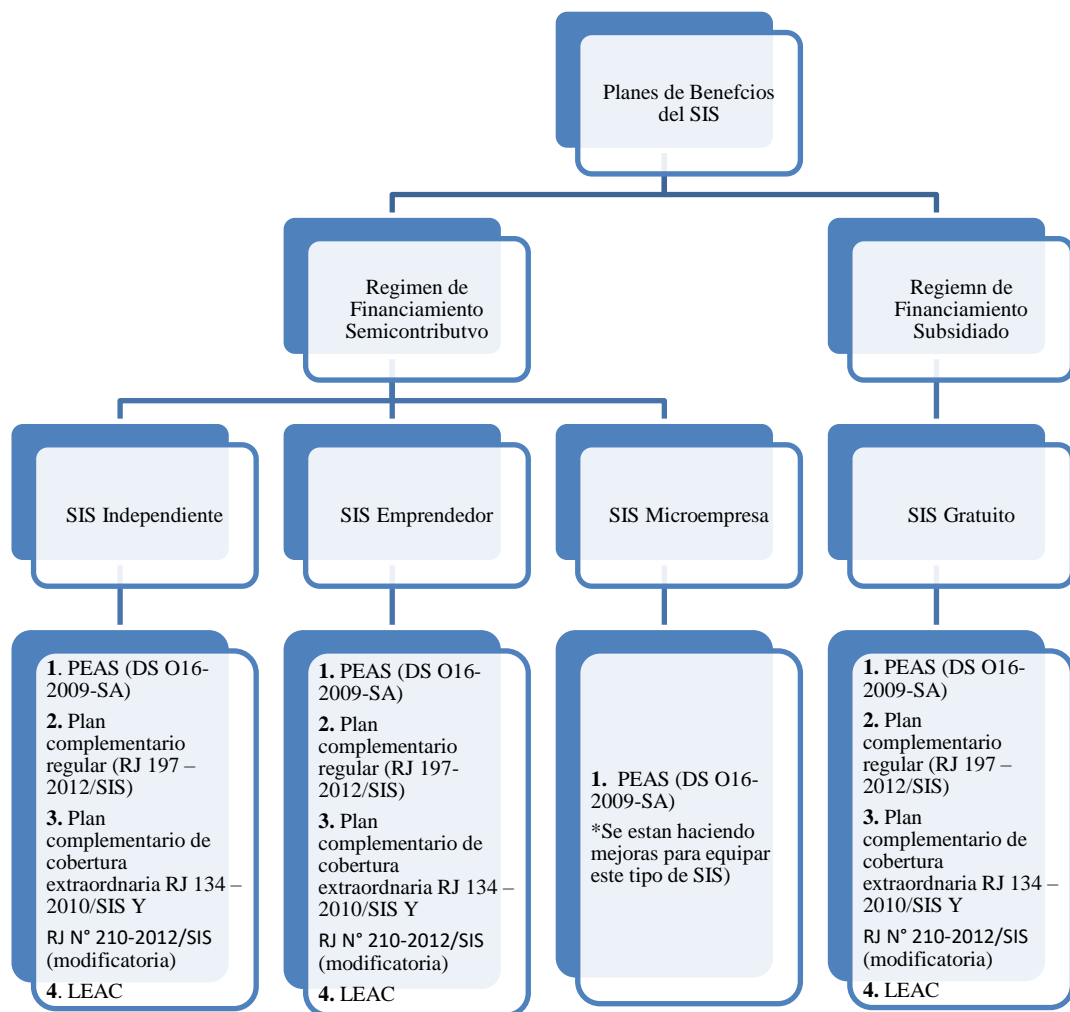 Planes de Benefcios
del SIS
Regimen de
Financiamiento
Semicontributvo
Regiemn de
Financiamiento
Subsidiado
SIS Independiente
SIS Emprendedor
SIS Microempresa
SIS Gratuito
1. PEAS (DS O16-
2009-SA)
2. Plan
complementario
regular (RJ 197 –
2012/SIS)
3. Plan
complementario de
cobertura
extraordnaria RJ 134 –
2010/SIS Y
RJ N° 210-2012/SIS
(modificatoria)
4. LEAC
1. PEAS (DS O16-
2009-SA)
2. Plan
complementario
regular (RJ 197-
2012/SIS)
3. Plan
complementario de
cobertura
extraordnaria RJ 134 –
2010/SIS Y
RJ N° 210-2012/SIS
(modificatoria)
4. LEAC
1. PEAS (DS O16-
2009-SA)
*Se estan haciendo
mejoras para equipar
este tipo de SIS)
1. PEAS (DS O16-
2009-SA)
2. Plan
complementario
regular (RJ 197 –
2012/SIS)
3. Plan
complementario de
cobertura
extraordnaria RJ 134 –
2010/SIS Y
RJ N° 210-2012/SIS
(modificatoria)
4. LEAC